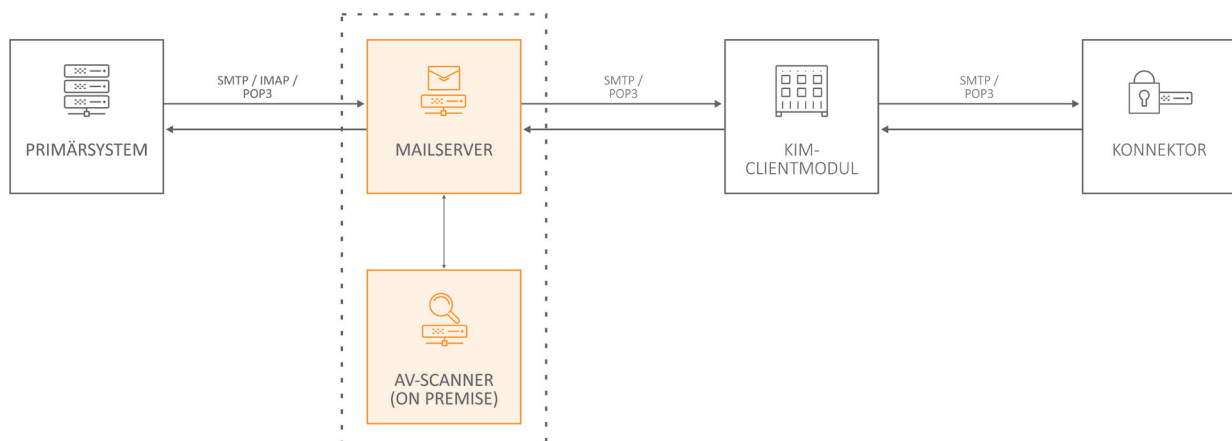 SMTP / IMAP /
POP3
SMTP /
POP3
SMTP /
POP3
PRIMÄRSYSTEM
MAILSERVER
KIM-
CLIENTMODUL
KONNEKTOR
AV-SCANNER
(ON PREMISE)